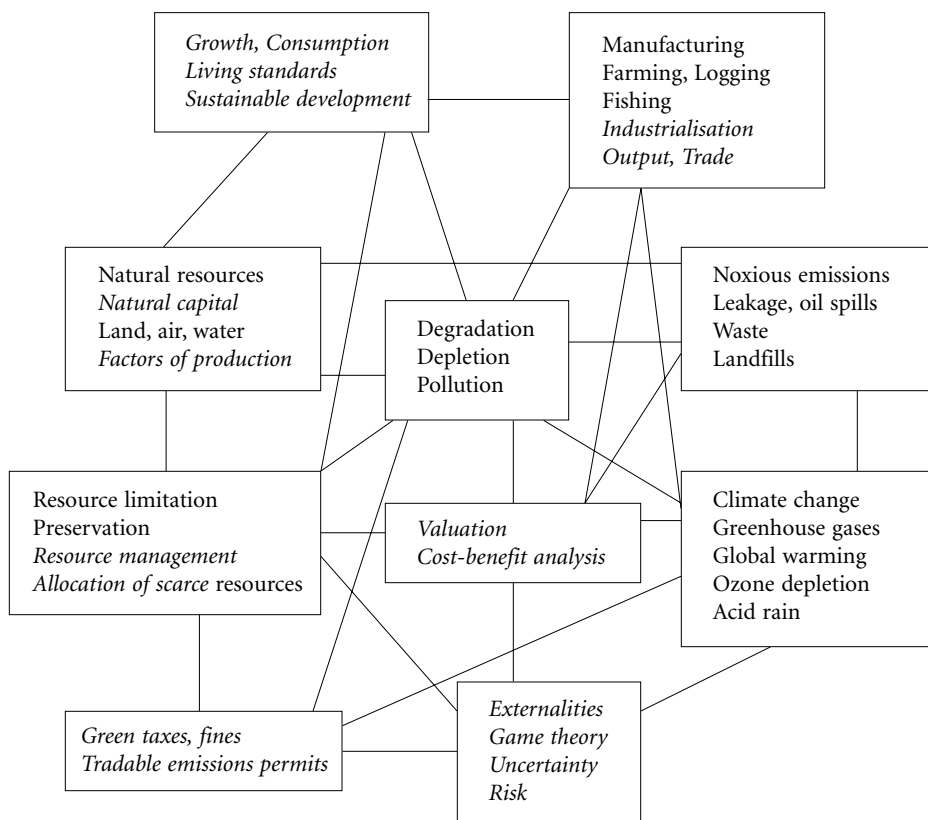 Growth, Consumption
Living standards
Sustainable development
Manufacturing
Farming, Logging
Fishing
Industrialisation
Output, Trade
Natural resources
Natural capital
Land, air, water
Factors of production
Degradation
Depletion
Pollution
Noxious emissions
Leakage, oil spills
Waste
Landfills
Resource limitation
Preservation
Resource management
Allocation of scarce resources
Valuation
Cost-benefit analysis
Climate change
Greenhouse gases
Global warming
Ozone depletion
Acid rain
Green taxes, fines
Tradable emissions permits
Externalities
Game theory
Uncertainty
Risk